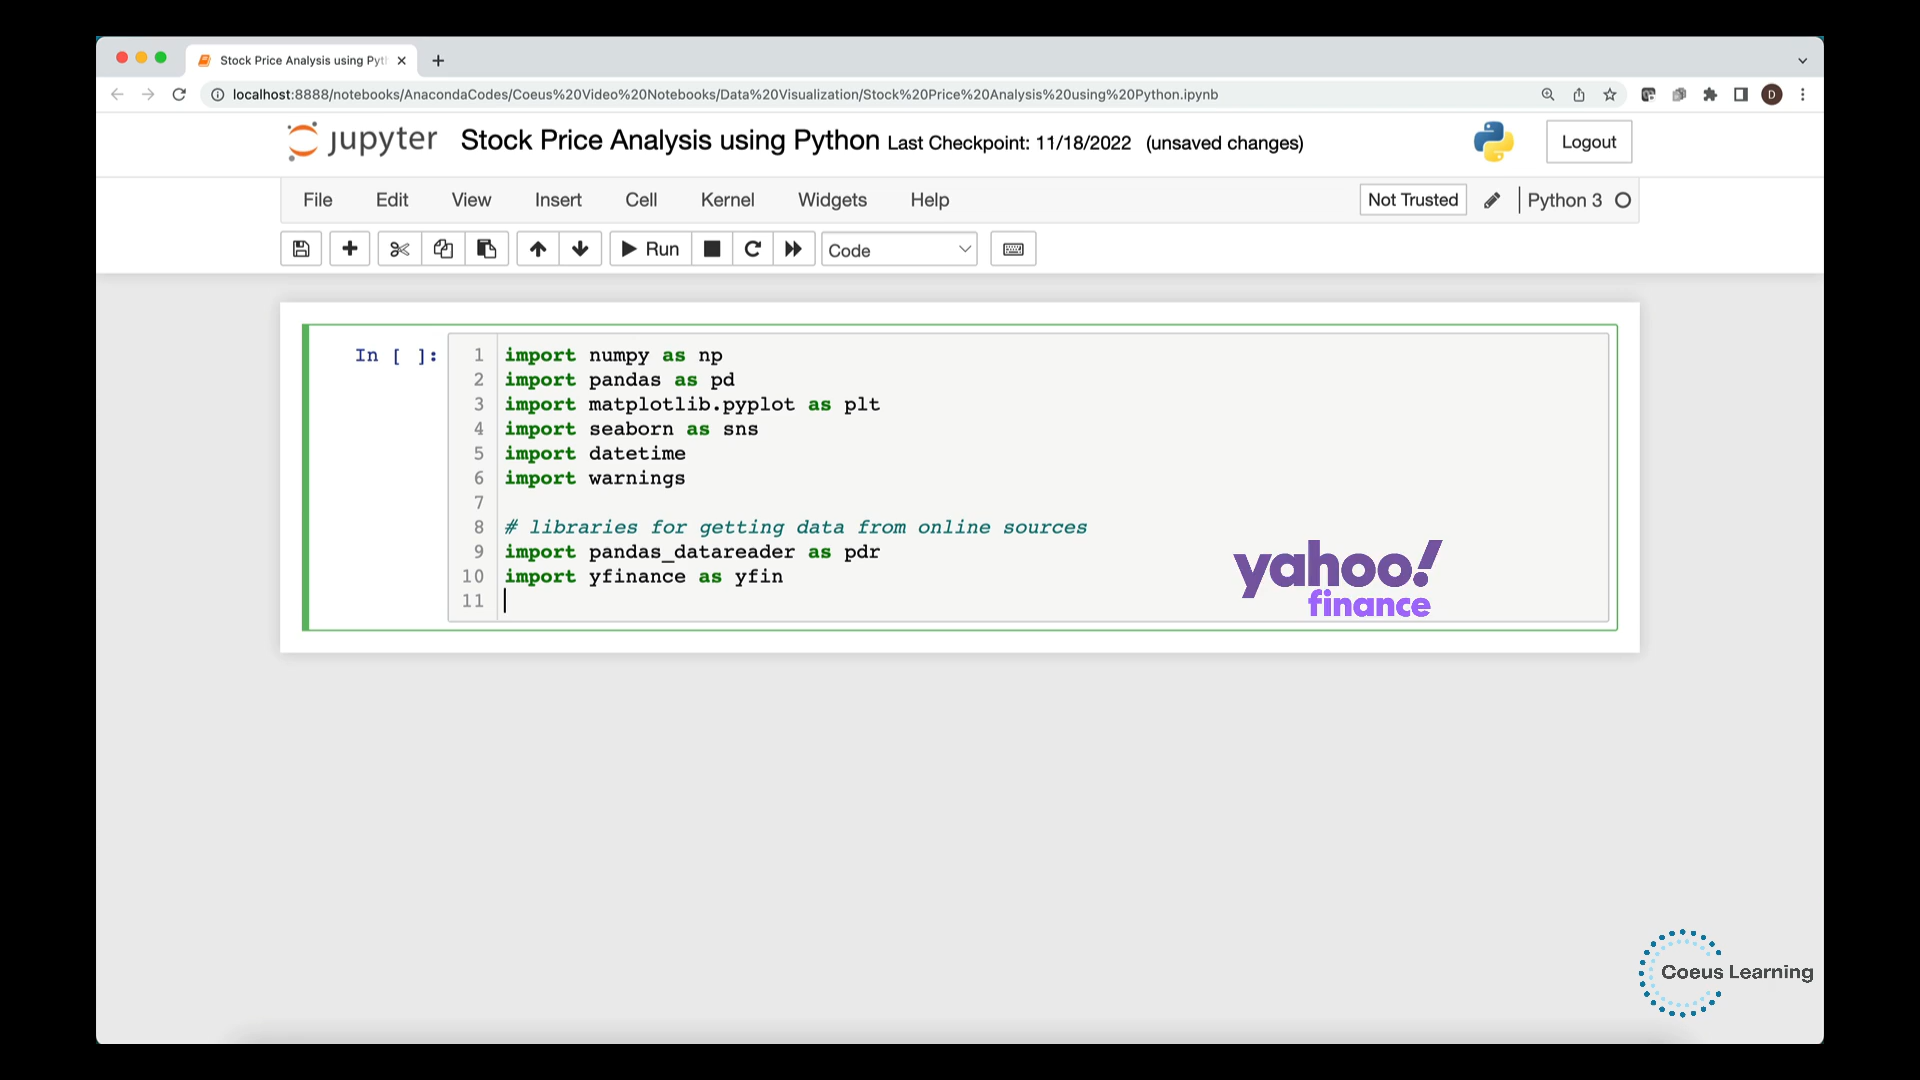 Stock Price Analysis using Pyt
localhost:8888/notebooks/AnacondaCodes/Coeus%20Video%20Notebooks/Data%20Visualization/Stock%20Price%20Analysis%20using%20Python.ipynb
D
jupyter Stock Price Analysis using Python Last Checkpoint: 11/18/2022 (unsaved changes)
Logout
File Edit View Insert Cell Kernel Widgets Help
Not Trusted Python 3
Run Code
In [ ]:
1 import numpy as np
2 import pandas as pd
3 import matplotlib.pyplot as plt
4 import seaborn as sns
5 import datetime
6 import warnings
7
8 # libraries for getting data from online sources
9 import pandas_datareader as pdr
10 import yfinance as yfin
11
yahoo!
finance
Coeus Learning